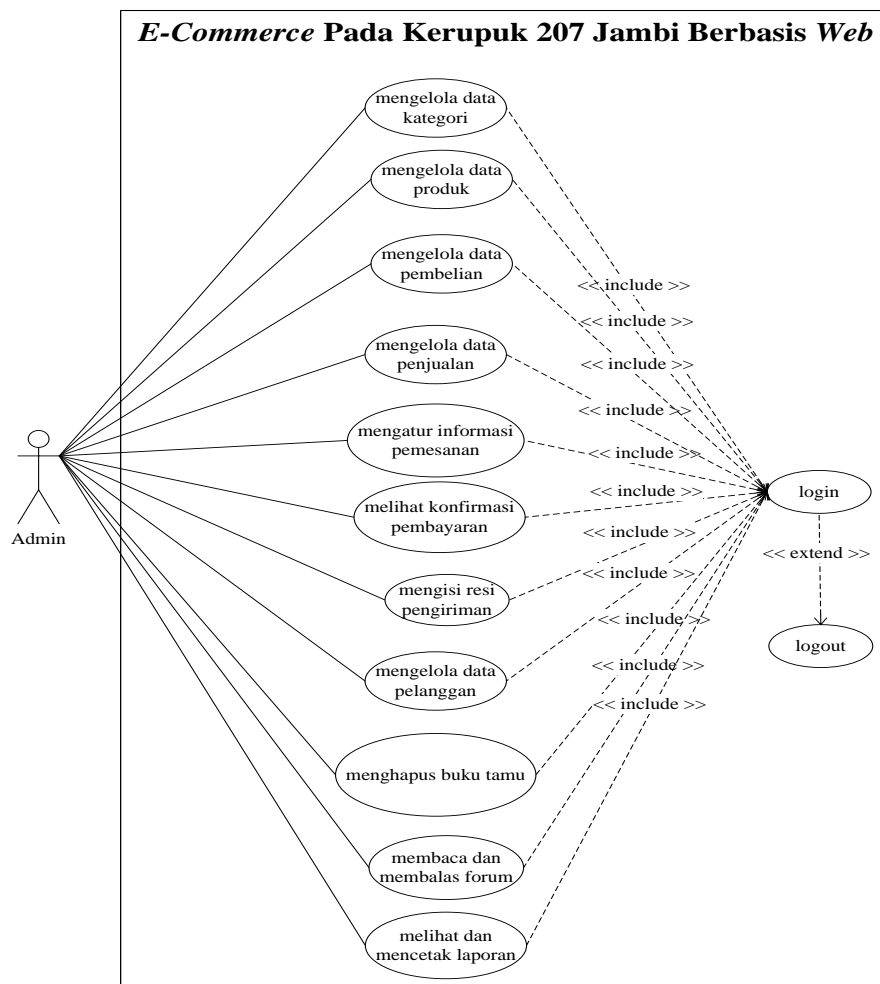 E-Commerce Pada Kerupuk 207 Jambi Berbasis Web
mengelola data
kategori
mengelola data
produk
mengelola data
pembelian
<< include >>
<< include >>
<< include >>
mengelola data
penjualan
<< include >>
mengatur informasi
pemesanan
<< include >>
Admin
melihat konfirmasi
pembayaran
<< include >>
login
<< extend >>
mengisi resi
pengiriman
<< include >>
<< include >>
logout
mengelola data
pelanggan
<< include >>
<< include >>
<< include >>
menghapus buku tamu
membaca dan
membalas forum
melihat dan
mencetak laporan